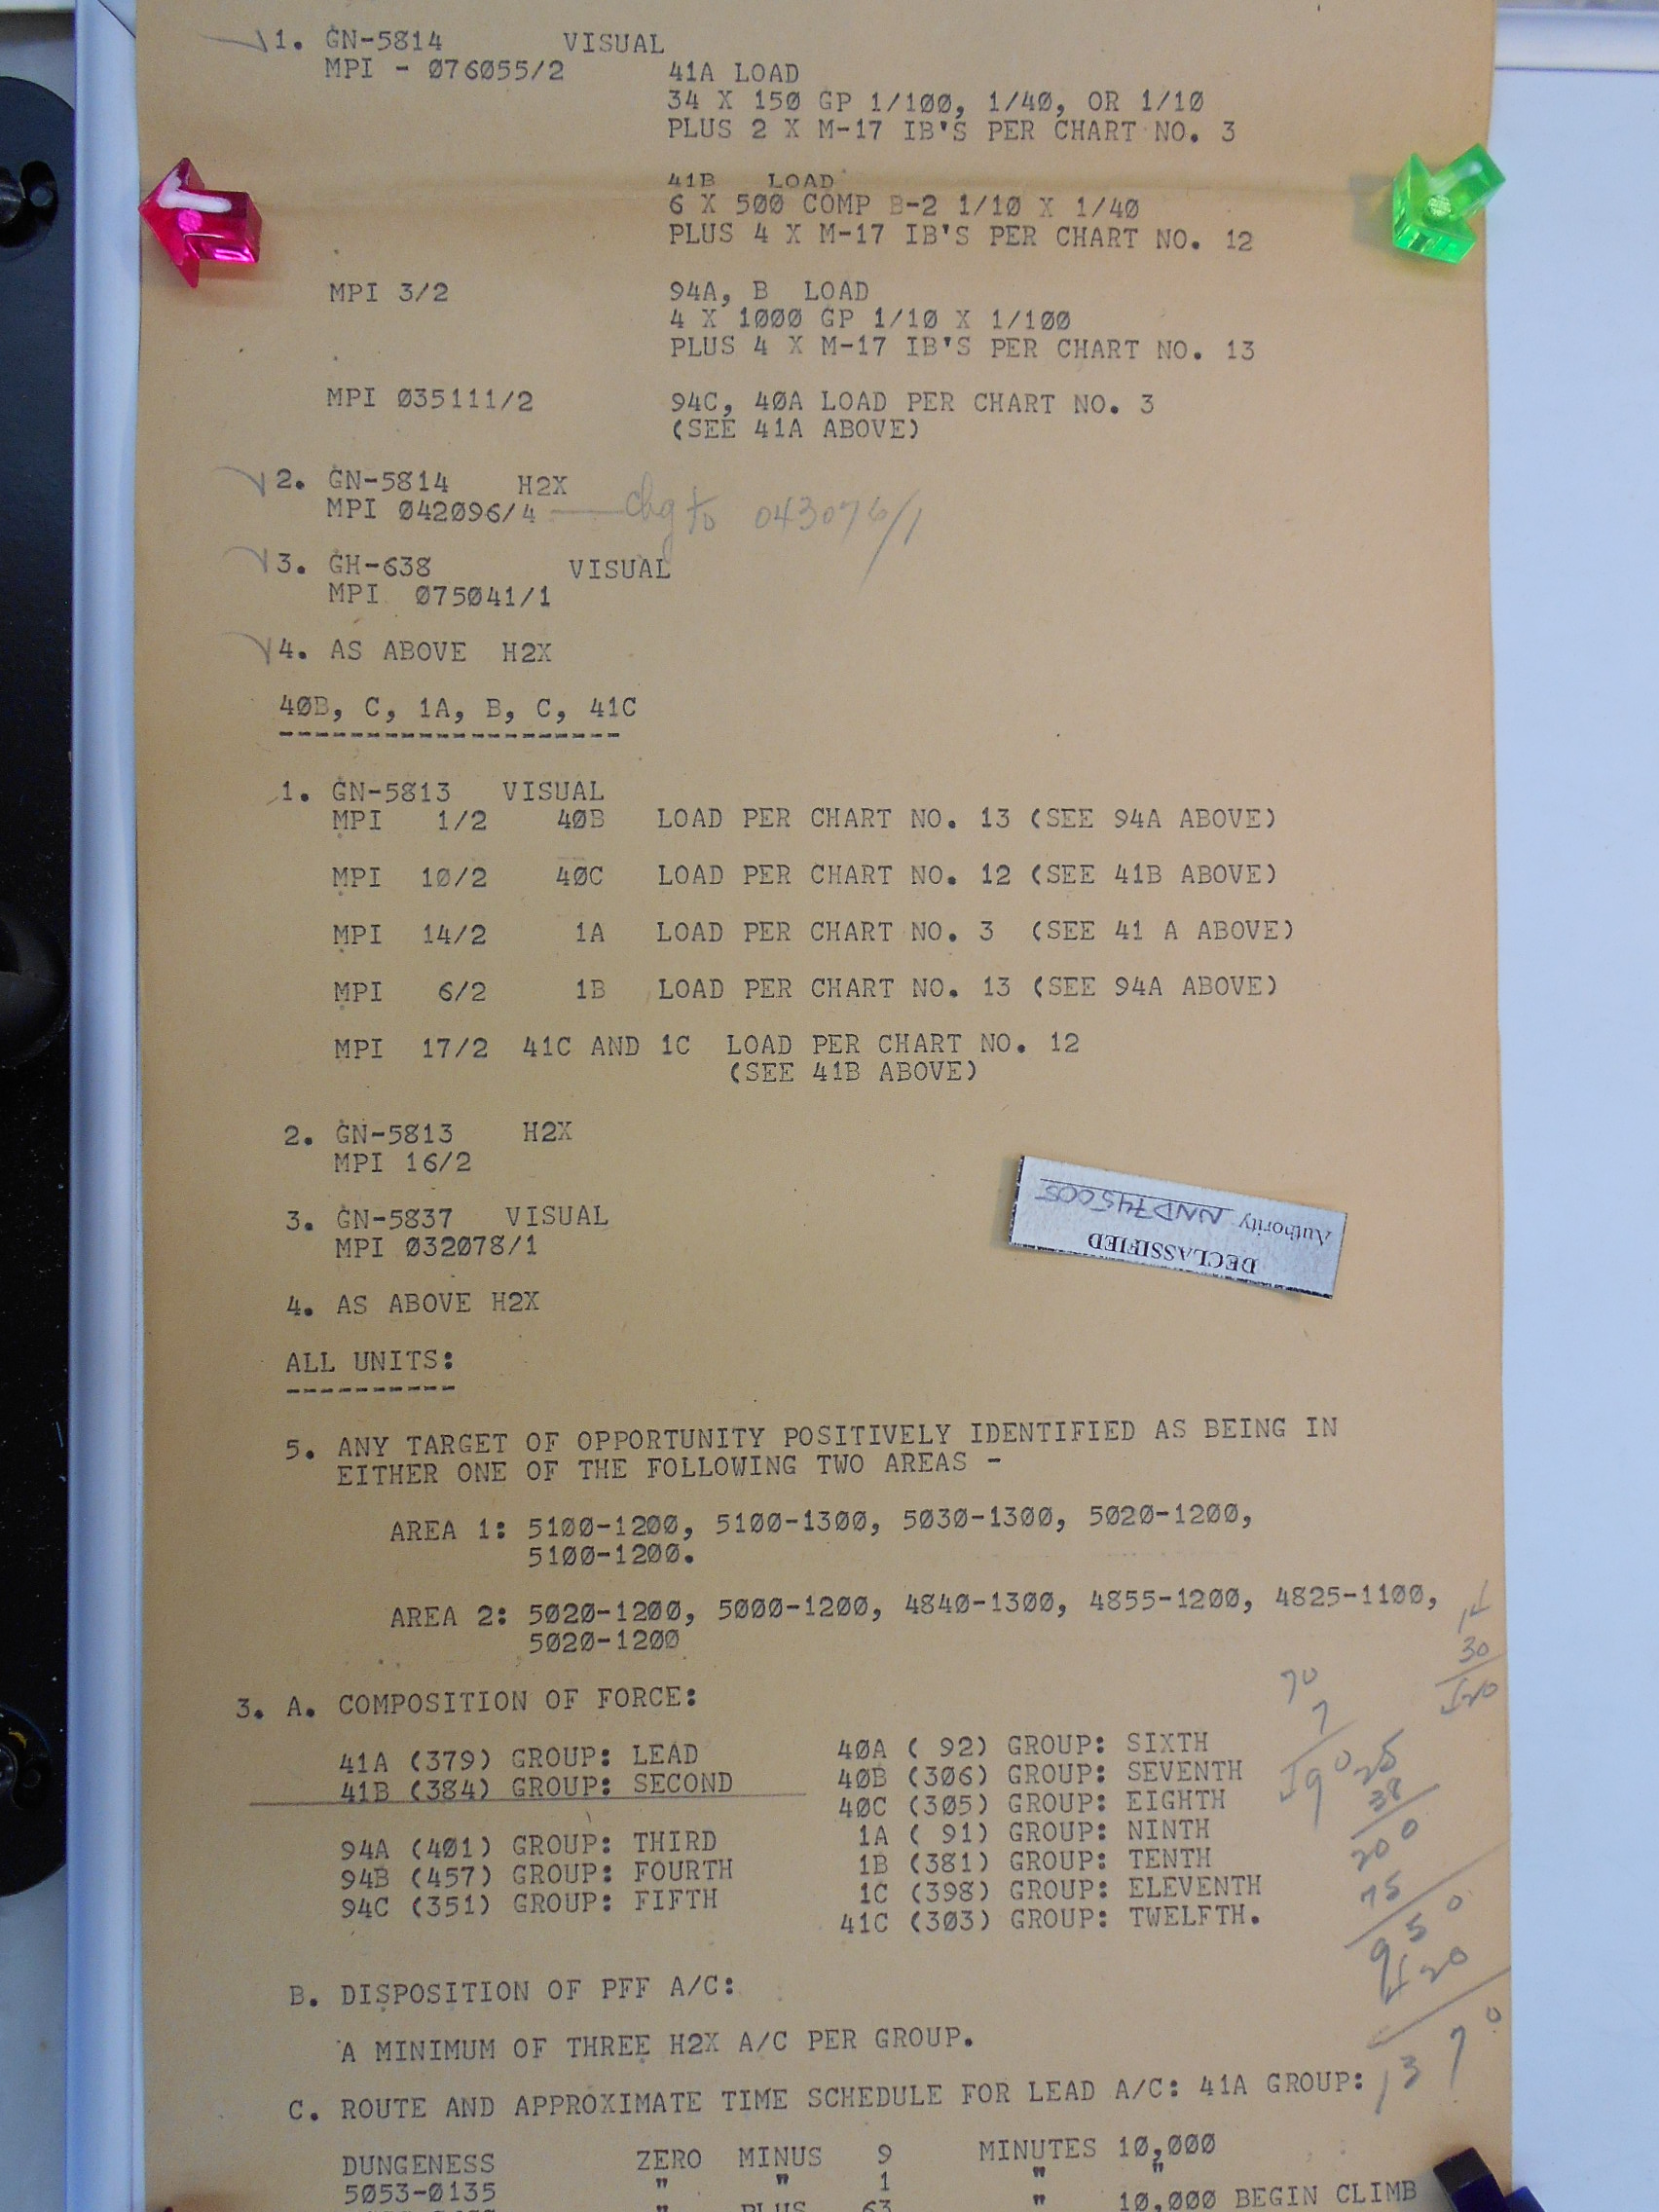 1. GN-5814 VISUAL
MPI - 076055/2 41A LOAD
34 X 150 GP 1/100, 1/40, OR 1/10
PLUS 2 X M-17 IB'S PER CHART NO. 3
41B LOAD
6 X 500 COMP B-2 1/10 X 1/40
PLUS 4 X M-17 IB'S PER CHART NO. 12
MPI 3/2 94A, B LOAD
4 X 1000 GP 1/10 X 1/100
PLUS 4 X M-17 IB'S PER CHART NO. 13
MPI 035111/2 94C, 40A LOAD PER CHART NO. 3
(SEE 41A ABOVE)
2. GN-5814 H2X
MPI 042096/4 chg to 043076/1
3. GH-638 VISUAL
MPI 075041/1
4. AS ABOVE H2X
40B, C, 1A, B, C, 41C
--------------------
1. GN-5813 VISUAL
MPI 1/2 40B LOAD PER CHART NO. 13 (SEE 94A ABOVE)
MPI 10/2 40C LOAD PER CHART NO. 12 (SEE 41B ABOVE)
MPI 14/2 1A LOAD PER CHART NO. 3 (SEE 41 A ABOVE)
MPI 6/2 1B LOAD PER CHART NO. 13 (SEE 94A ABOVE)
MPI 17/2 41C AND 1C LOAD PER CHART NO. 12
(SEE 41B ABOVE)
2. GN-5813 H2X
MPI 16/2
3. GN-5837 VISUAL
MPI 032078/1
4. AS ABOVE H2X
DECLASSIFIED
Authority NND745005
ALL UNITS:
----------
5. ANY TARGET OF OPPORTUNITY POSITIVELY IDENTIFIED AS BEING IN
EITHER ONE OF THE FOLLOWING TWO AREAS -
AREA 1: 5100-1200, 5100-1300, 5030-1300, 5020-1200,
5100-1200.
AREA 2: 5020-1200, 5000-1200, 4840-1300, 4855-1200, 4825-1100,
5020-1200
3. A. COMPOSITION OF FORCE:
41A (379) GROUP: LEAD 40A ( 92) GROUP: SIXTH
41B (384) GROUP: SECOND 40B (306) GROUP: SEVENTH
40C (305) GROUP: EIGHTH
94A (401) GROUP: THIRD 1A ( 91) GROUP: NINTH
94B (457) GROUP: FOURTH 1B (381) GROUP: TENTH
94C (351) GROUP: FIFTH 1C (398) GROUP: ELEVENTH
41C (303) GROUP: TWELFTH.
30
70
7
25
38
200
75
950
20
137
B. DISPOSITION OF PFF A/C:
A MINIMUM OF THREE H2X A/C PER GROUP.
C. ROUTE AND APPROXIMATE TIME SCHEDULE FOR LEAD A/C: 41A GROUP:
DUNGENESS ZERO MINUS 9 MINUTES 10,000
5053-0135 " " 1 " "
" PLUS 63 " 10,000 BEGIN CLIMB